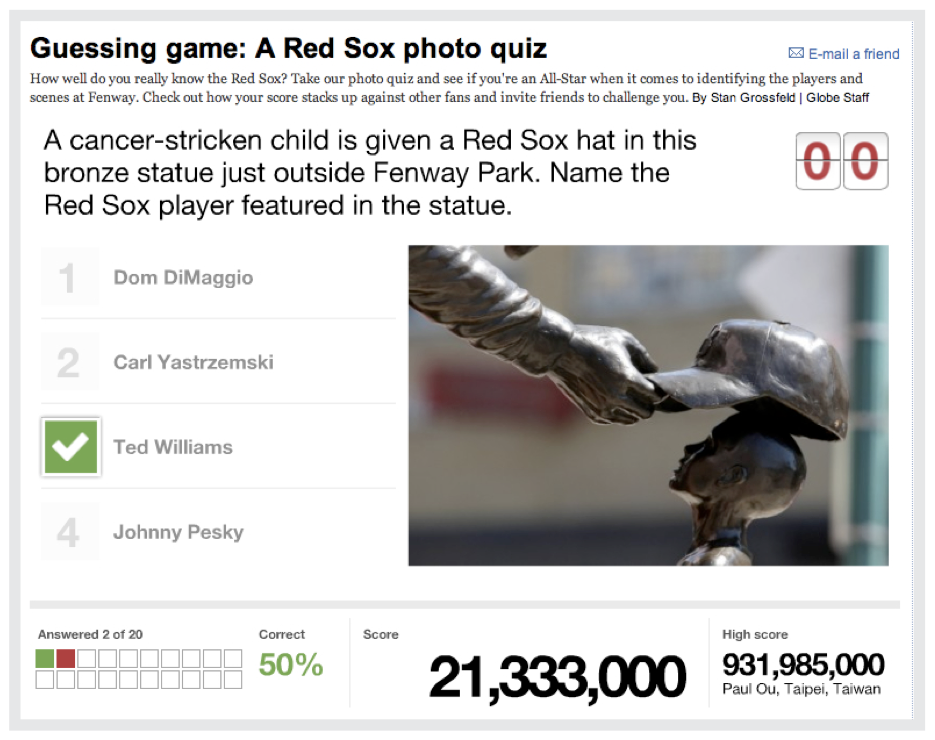 Guessing game: A Red Sox photo quiz
E-mail a friend
How well do you really know the Red Sox? Take our photo quiz and see if you're an All-Star when it comes to identifying the players and
scenes at Fenway. Check out how your score stacks up against other fans and invite friends to challenge you. By Stan Grossfeld | Globe Staff
A cancer-stricken child is given a Red Sox hat in this
bronze statue just outside Fenway Park. Name the
Red Sox player featured in the statue.
00
1 Dom DiMaggio
2 Carl Yastrzemski
Ted Williams
4 Johnny Pesky
Answered 2 of 20
Correct
50%
Score
21,333,000
High score
931,985,000
Paul Ou, Taipei, Taiwan